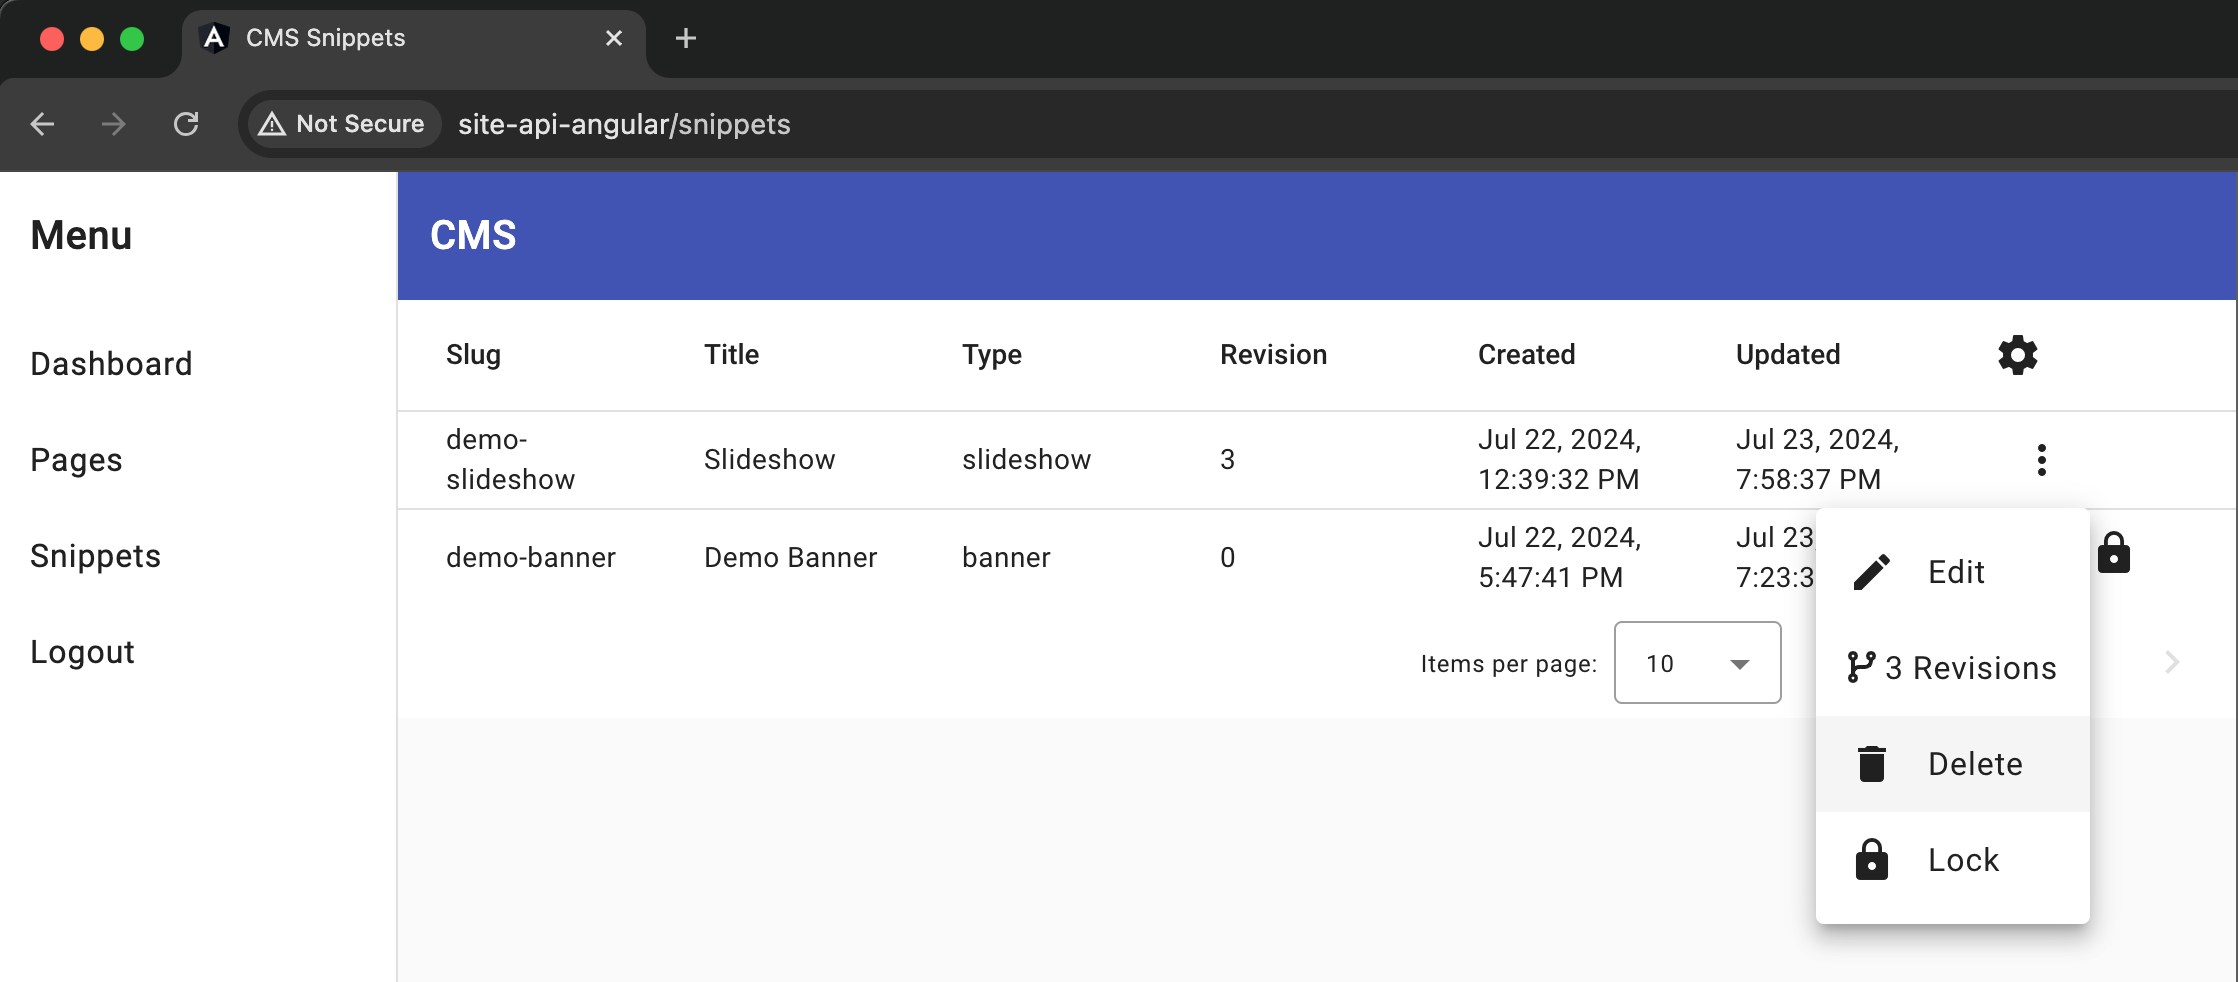 CMS Snippets
Not Secure site-api-angular/snippets
Menu
CMS
Dashboard
Pages
Snippets
Logout
Slug Title Type Revision Created Updated
demo-
slideshow
Slideshow slideshow 3
Jul 22, 2024,
12:39:32 PM
Jul 23, 2024,
7:58:37 PM
demo-banner Demo Banner banner 0
Jul 22, 2024,
5:47:41 PM
Jul 23
7:23:3
Items per page: 10
Edit
3 Revisions
Delete
Lock